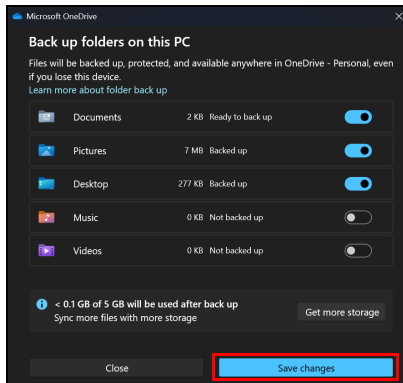 Microsoft OneDrive
Back up folders on this PC
Files will be backed up, protected, and available anywhere in OneDrive - Personal, even
if you lose this device.
Learn more about folder back up
Documents 2 KB Ready to back up
Pictures 7 MB Backed up
Desktop 277 KB Backed up
Music 0 KB Not backed up
Videos 0 KB Not backed up
< 0.1 GB of 5 GB will be used after back up
Sync more files with more storage
Get more storage
Close Save changes